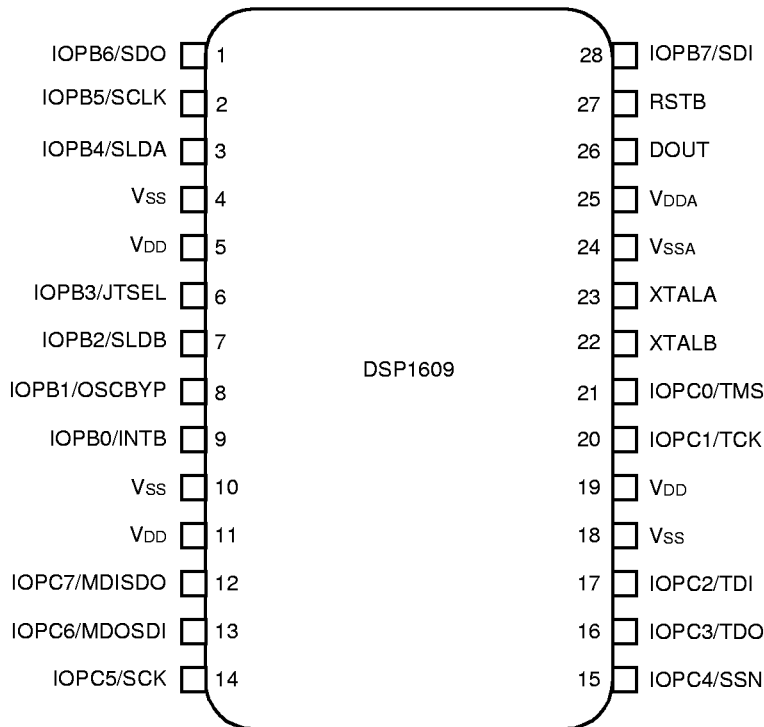 IOPB6/SDO 1 28 IOPB7/SDI
IOPB5/SCLK 2 27 RSTB
IOPB4/SLDA 3 26 DOUT
VSS 4 25 VDDA
VDD 5 24 VSSA
IOPB3/JTSEL 6 23 XTALA
IOPB2/SLDB 7 22 XTALB
DSP1609
IOPB1/OSCBYP 8 21 IOPC0/TMS
IOPB0/INTB 9 20 IOPC1/TCK
VSS 10 19 VDD
VDD 11 18 VSS
IOPC7/MDISDO 12 17 IOPC2/TDI
IOPC6/MDOSDI 13 16 IOPC3/TDO
IOPC5/SCK 14 15 IOPC4/SSN